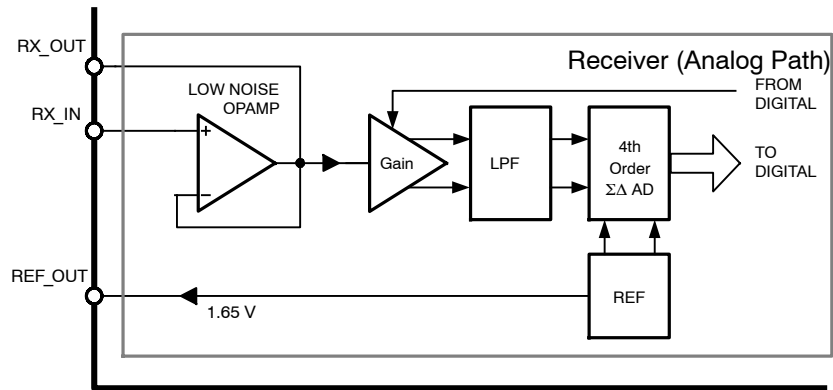 RX_OUT
Receiver (Analog Path)
LOW NOISE
OPAMP
FROM
DIGITAL
RX_IN
+
−
Gain
LPF
4th
Order
ΣΔ AD
TO
DIGITAL
REF_OUT
1.65 V
REF